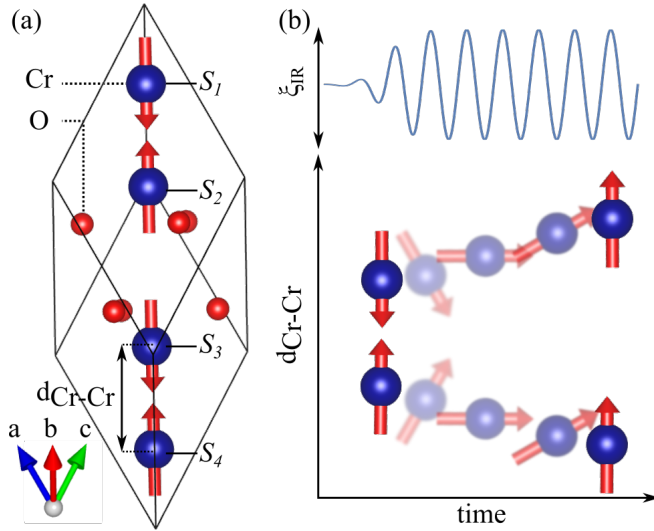 (a)
Cr
S1
O
S2
S3
dCr-Cr
S4
a b c
(b)
ξIR
dCr-Cr
time